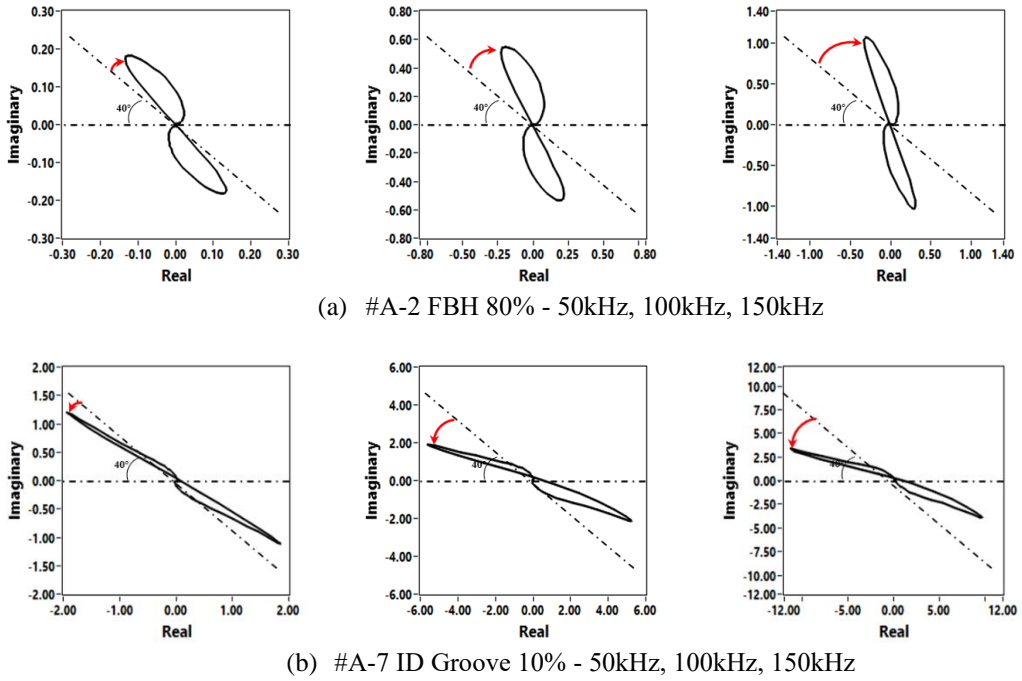 Imaginary
0.30
0.20
0.10
0.00
-0.10
-0.20
-0.30
40°
-0.30 -0.20 -0.10 0.00 0.10 0.20 0.30
Real
Imaginary
0.80
0.60
0.40
0.20
0.00
-0.20
-0.40
-0.60
-0.80
40°
-0.80 -0.50 -0.25 0.00 0.25 0.50 0.80
Real
Imaginary
1.40
1.00
0.50
0.00
-0.50
-1.00
-1.40
40°
-1.40 -1.00 -0.50 0.00 0.50 1.00 1.40
Real
(a) #A-2 FBH 80% - 50kHz, 100kHz, 150kHz
Imaginary
2.00
1.50
1.00
0.50
0.00
-0.50
-1.00
-1.50
-2.00
40°
-2.00 -1.00 0.00 1.00 2.00
Real
Imaginary
6.00
4.00
2.00
0.00
-2.00
-4.00
-6.00
40
-6.00 -4.00 -2.00 0.00 2.00 4.00 6.00
Real
Imaginary
12.00
10.00
7.50
5.00
2.50
0.00
-2.50
-5.00
-7.50
-10.00
-12.00
40
-12.00 -5.00 0.00 5.00 12.00
Real
(b) #A-7 ID Groove 10% - 50kHz, 100kHz, 150kHz